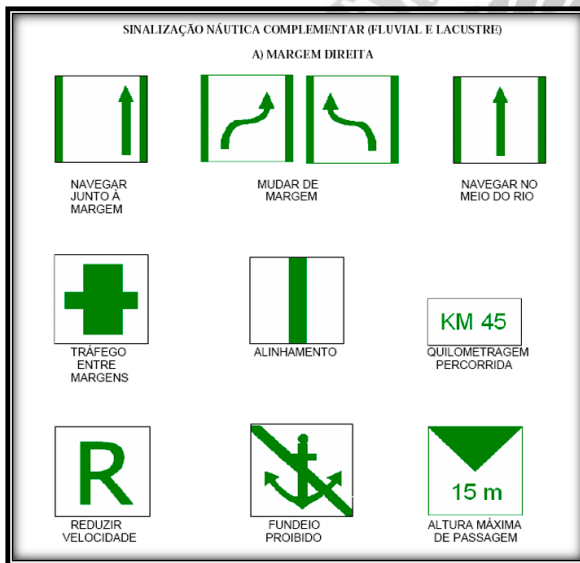 SINALIZAÇÃO NÁUTICA COMPLEMENTAR (FLUVIAL E LACUSTRE)
A) MARGEM DIREITA
NAVEGAR
JUNTO À
MARGEM
MUDAR DE
MARGEM
NAVEGAR NO
MEIO DO RIO
TRÁFEGO
ENTRE
MARGENS
ALINHAMENTO
KM 45
QUILOMETRAGEM
PERCORRIDA
R
REDUZIR
VELOCIDADE
FUNDEIO
PROIBIDO
15 m
ALTURA MÁXIMA
DE PASSAGEM